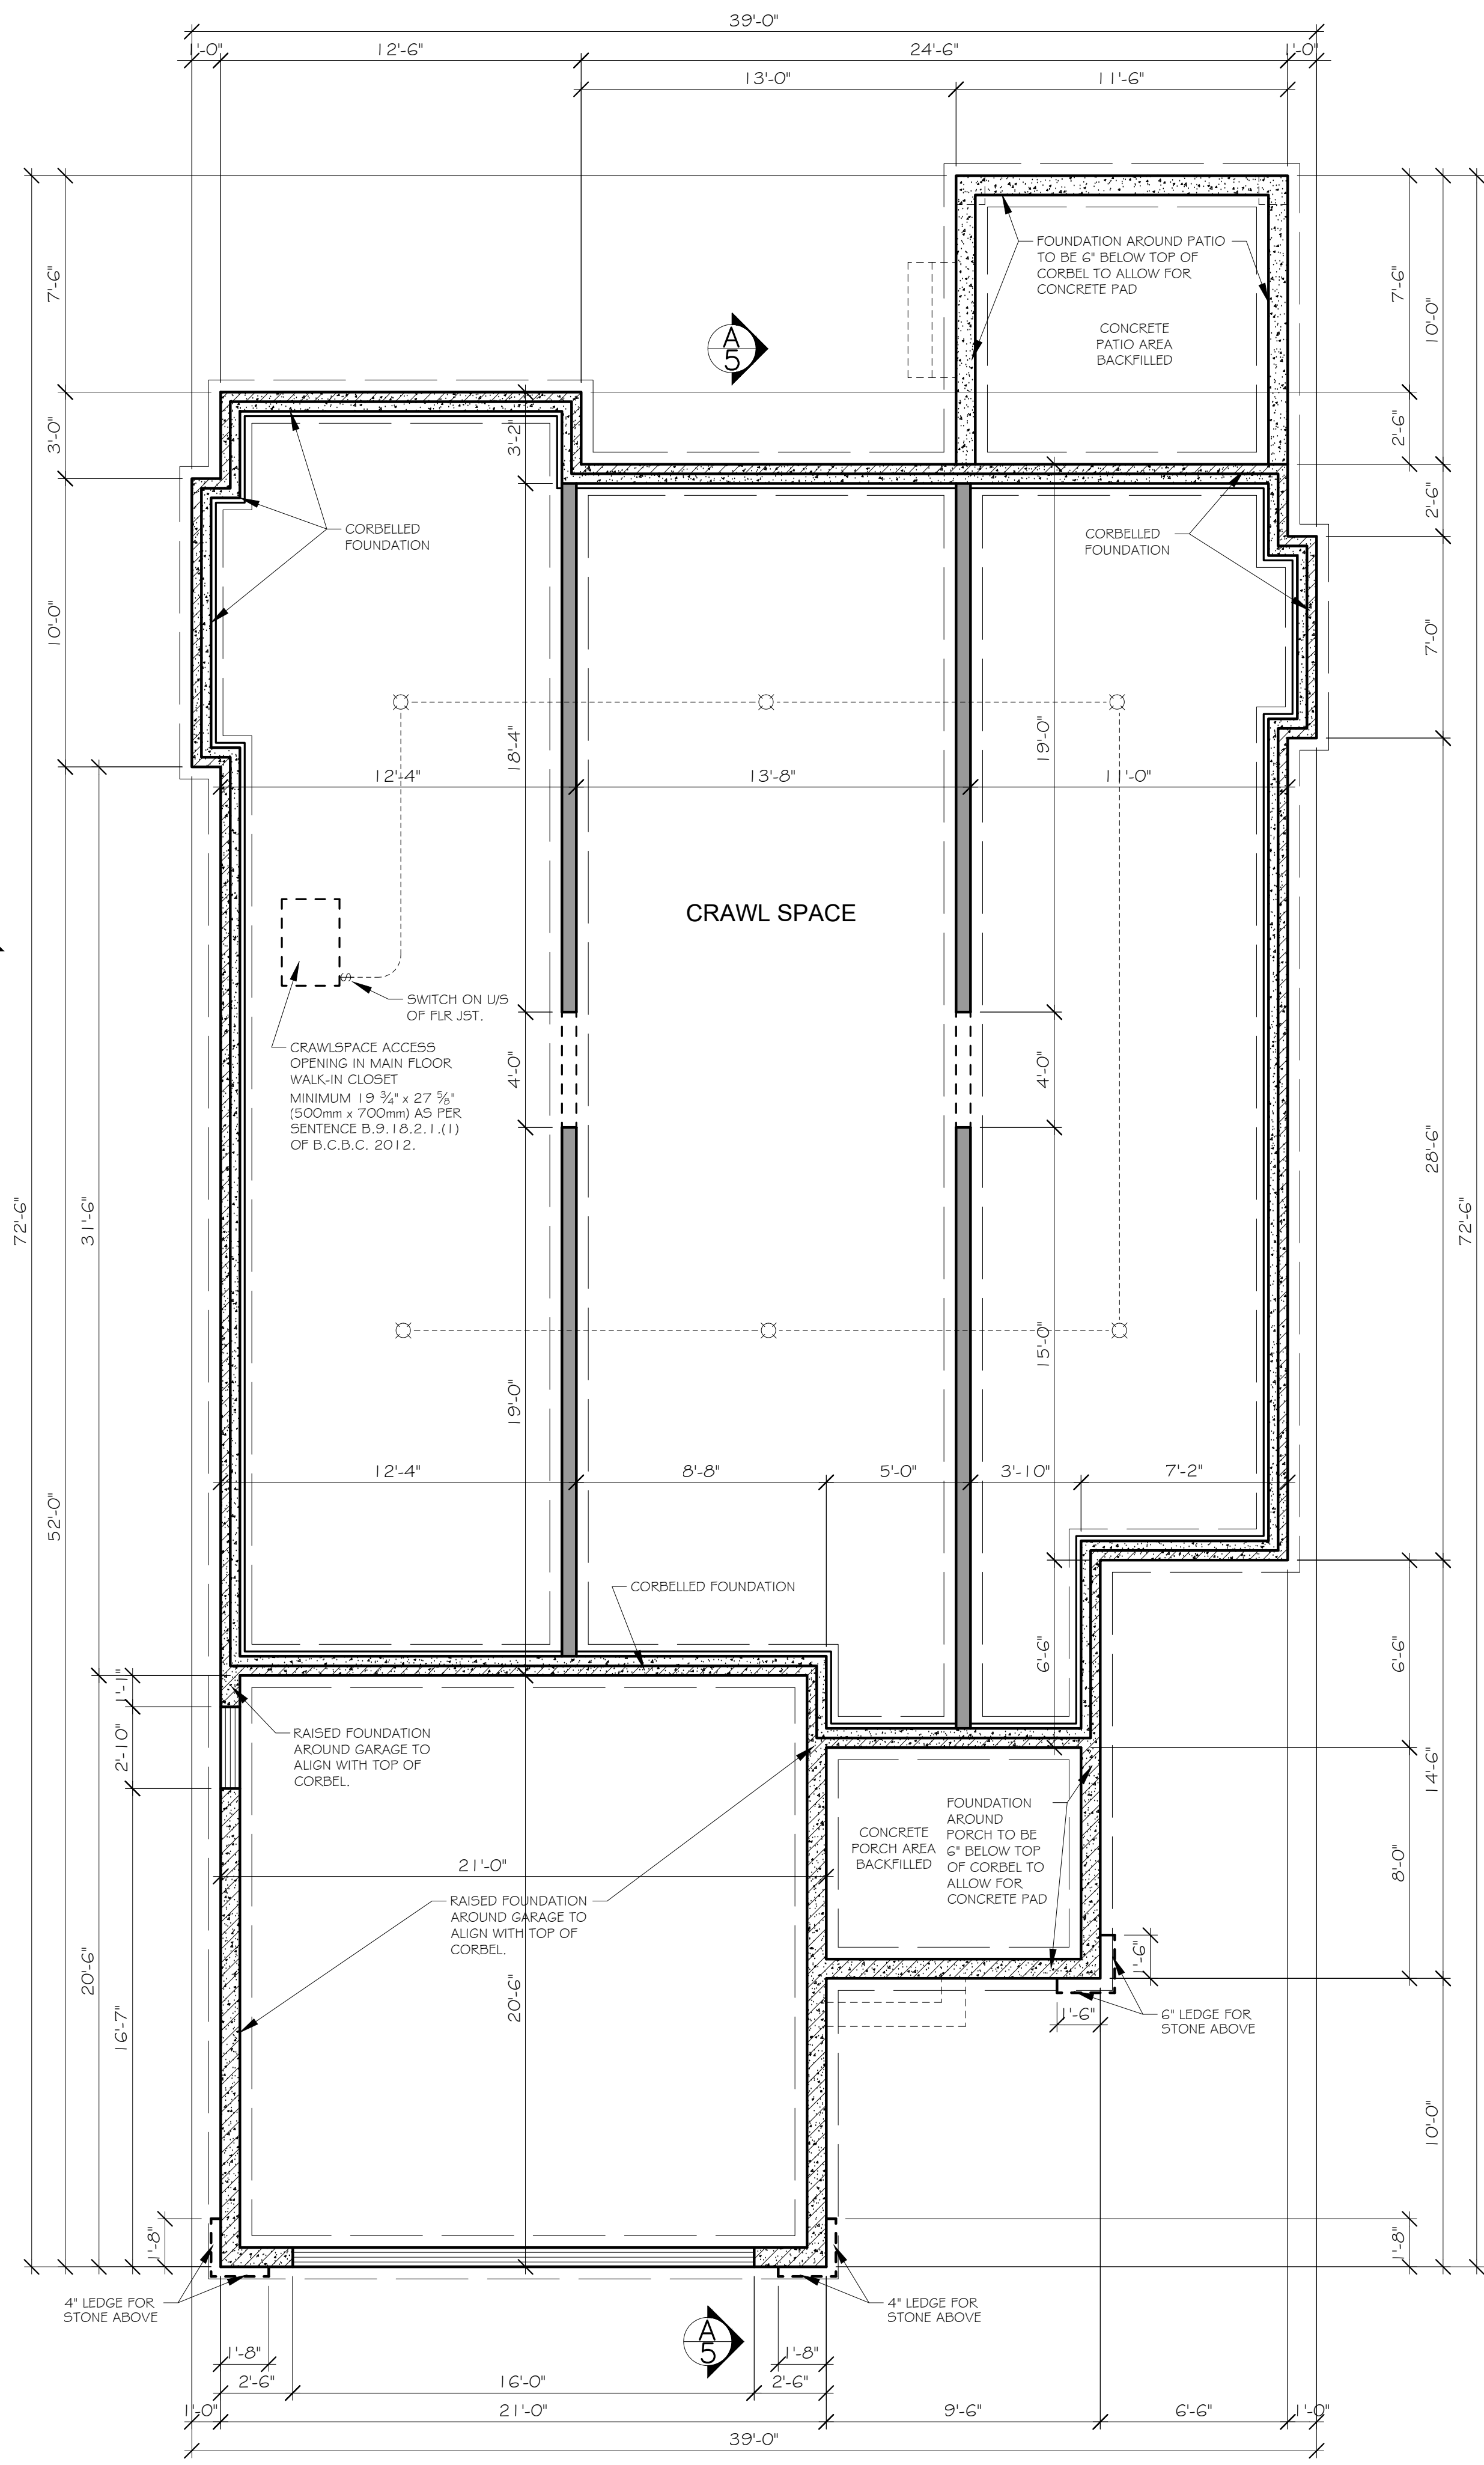 39'-0"
1'-0"
12'-6"
24'-6"
1'-0"
13'-0"
11'-6"
7'-6"
FOUNDATION AROUND PATIO
TO BE 6" BELOW TOP OF
CORBEL TO ALLOW FOR
CONCRETE PAD
CONCRETE
PATIO AREA
BACKFILLED
7'-6"
10'-0"
A
5
3'-0"
3'-2"
2'-6"
2'-6"
CORBELLED
FOUNDATION
CORBELLED
FOUNDATION
10'-0"
7'-0"
18'-4"
19'-0"
12'-4"
13'-8"
11'-0"
CRAWL SPACE
S
SWITCH ON U/S
OF FLR JST.
CRAWLSPACE ACCESS
OPENING IN MAIN FLOOR
WALK-IN CLOSET
MINIMUM 19 ¾" x 27 ⅝"
(500mm x 700mm) AS PER
SENTENCE B.9.18.2.1.(1)
OF B.C.B.C. 2012.
4'-0"
4'-0"
28'-6"
72'-6"
31'-6"
72'-6"
15'-0"
19'-0"
12'-4"
8'-8"
5'-0"
3'-10"
7'-2"
52'-0"
CORBELLED FOUNDATION
6'-6"
6'-6"
1'-1"
2'-10"
RAISED FOUNDATION
AROUND GARAGE TO
ALIGN WITH TOP OF
CORBEL.
14'-6"
CONCRETE
PORCH AREA
BACKFILLED
FOUNDATION
AROUND
PORCH TO BE
6" BELOW TOP
OF CORBEL TO
ALLOW FOR
CONCRETE PAD
8'-0"
21'-0"
RAISED FOUNDATION
AROUND GARAGE TO
ALIGN WITH TOP OF
CORBEL.
20'-6"
16'-7"
20'-6"
1'-6"
1'-6"
6" LEDGE FOR
STONE ABOVE
10'-0"
1'-8"
1'-8"
4" LEDGE FOR
STONE ABOVE
4" LEDGE FOR
STONE ABOVE
A
5
1'-8"
1'-8"
2'-6"
16'-0"
2'-6"
1'-0"
21'-0"
9'-6"
6'-6"
1'-0"
39'-0"